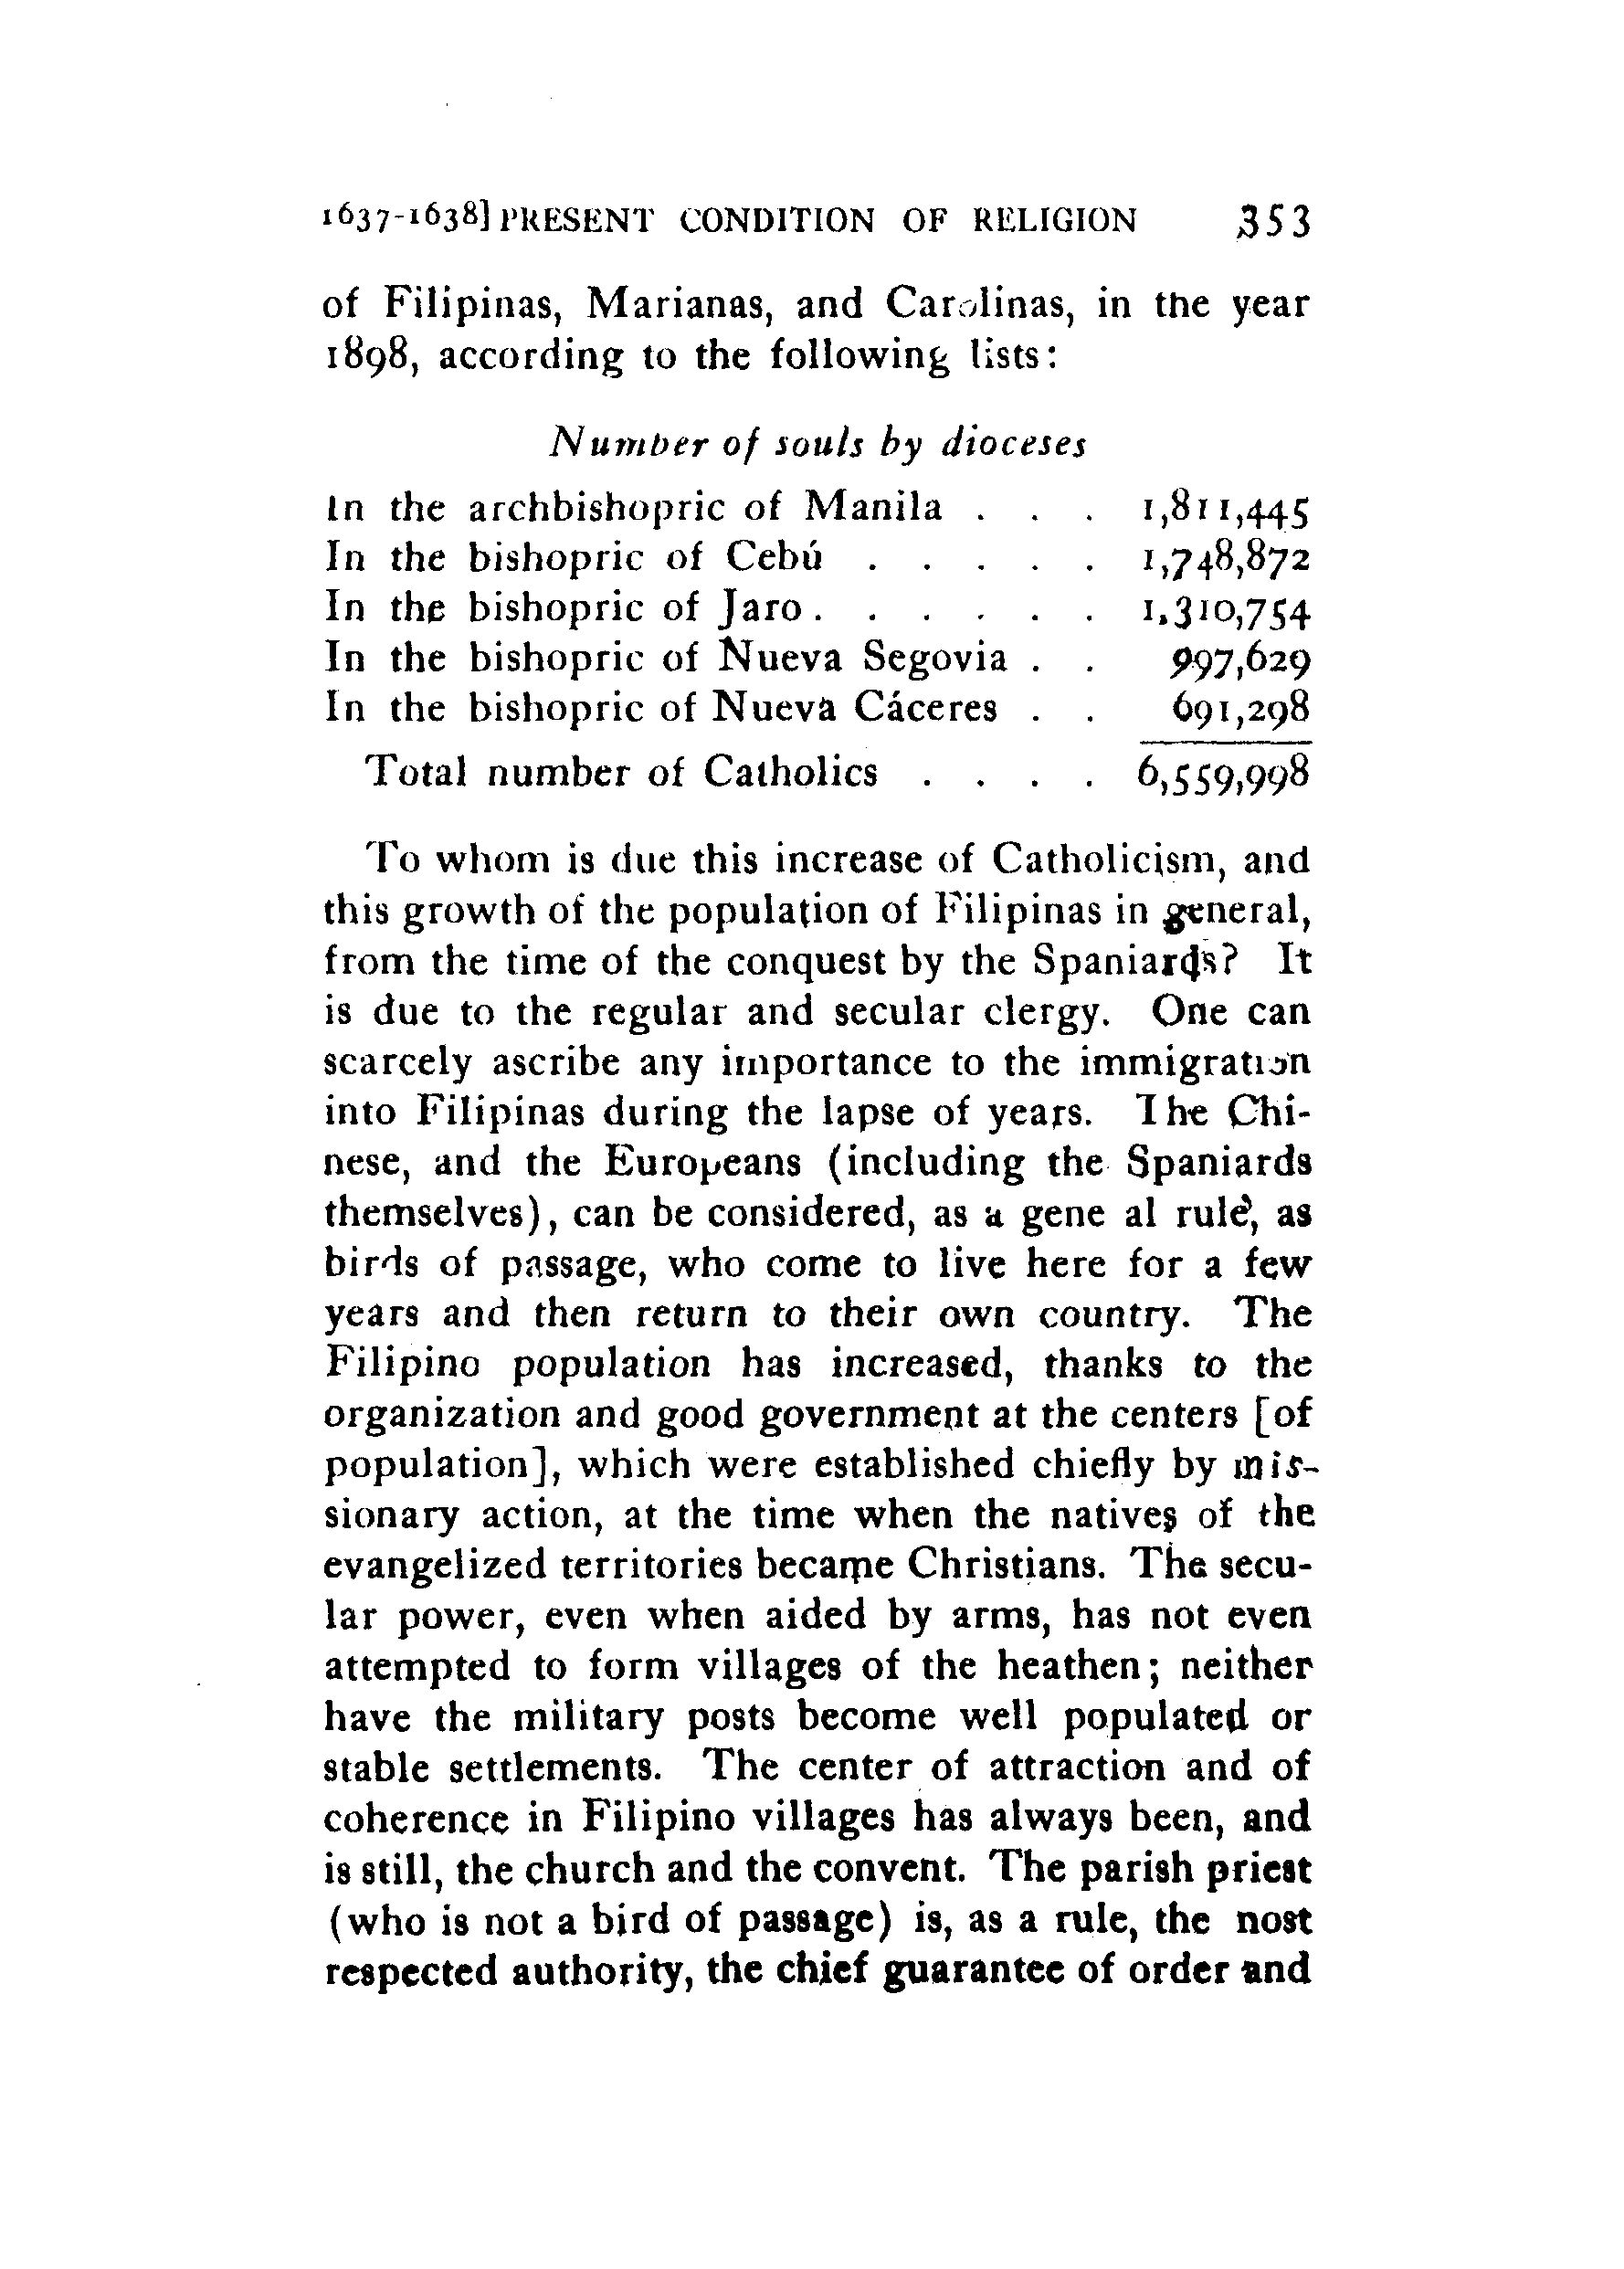 1637-1638] PRESENT CONDITION OF RELIGION 353
of Filipinas, Marianas, and Carolinas, in the year
1898, according to the following lists:
Number of souls by dioceses
In the archbishopric of Manila . . . 1,811,445
In the bishopric of Cebú . . . . . 1,748,872
In the bishopric of Jaro . . . . . . 1,310,754
In the bishopric of Nueva Segovia . . 997,629
In the bishopric of Nueva Cáceres . . 691,298
Total number of Catholics . . . . 6,559,998
To whom is due this increase of Catholicism, and
this growth of the population of Filipinas in general,
from the time of the conquest by the Spaniards? It
is due to the regular and secular clergy. One can
scarcely ascribe any importance to the immigration
into Filipinas during the lapse of years. The Chi-
nese, and the Europeans (including the Spaniards
themselves), can be considered, as a gene al rule, as
birds of passage, who come to live here for a few
years and then return to their own country. The
Filipino population has increased, thanks to the
organization and good government at the centers [of
population], which were established chiefly by mis-
sionary action, at the time when the natives of the
evangelized territories became Christians. The secu-
lar power, even when aided by arms, has not even
attempted to form villages of the heathen; neither
have the military posts become well populated or
stable settlements. The center of attraction and of
coherence in Filipino villages has always been, and
is still, the church and the convent. The parish priest
(who is not a bird of passage) is, as a rule, the nost
respected authority, the chief guarantee of order and